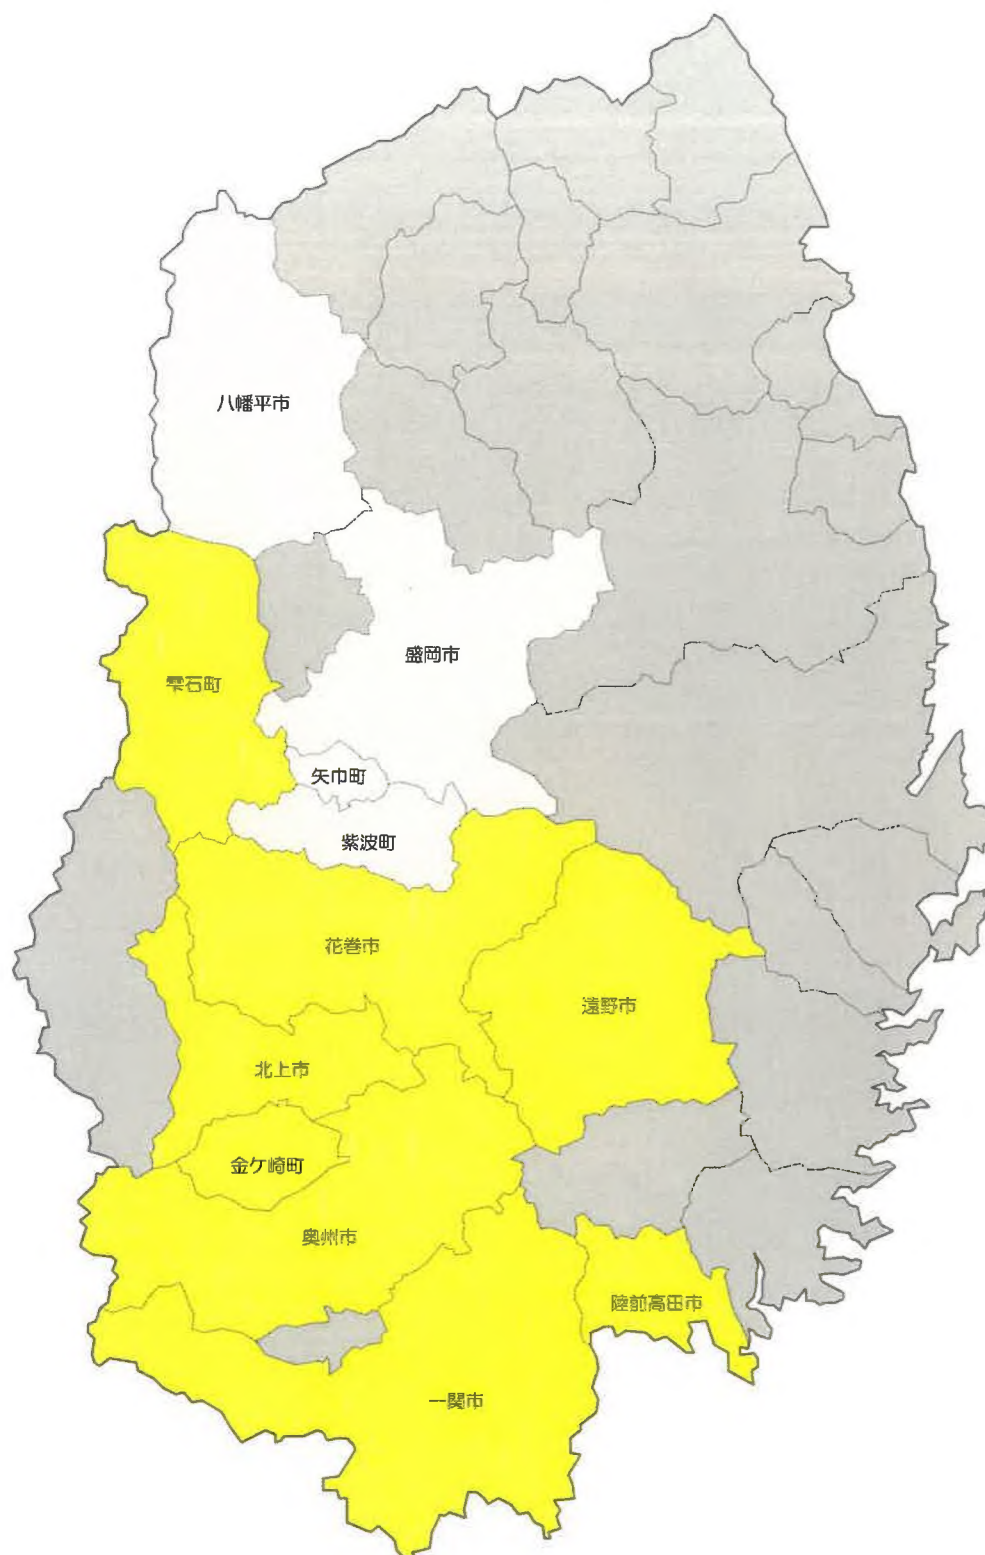 八幡平市
盛岡市
雫石町
矢巾町
紫波町
花巻市
遠野市
北上市
金ケ崎町
奥州市
陸前高田市
一関市